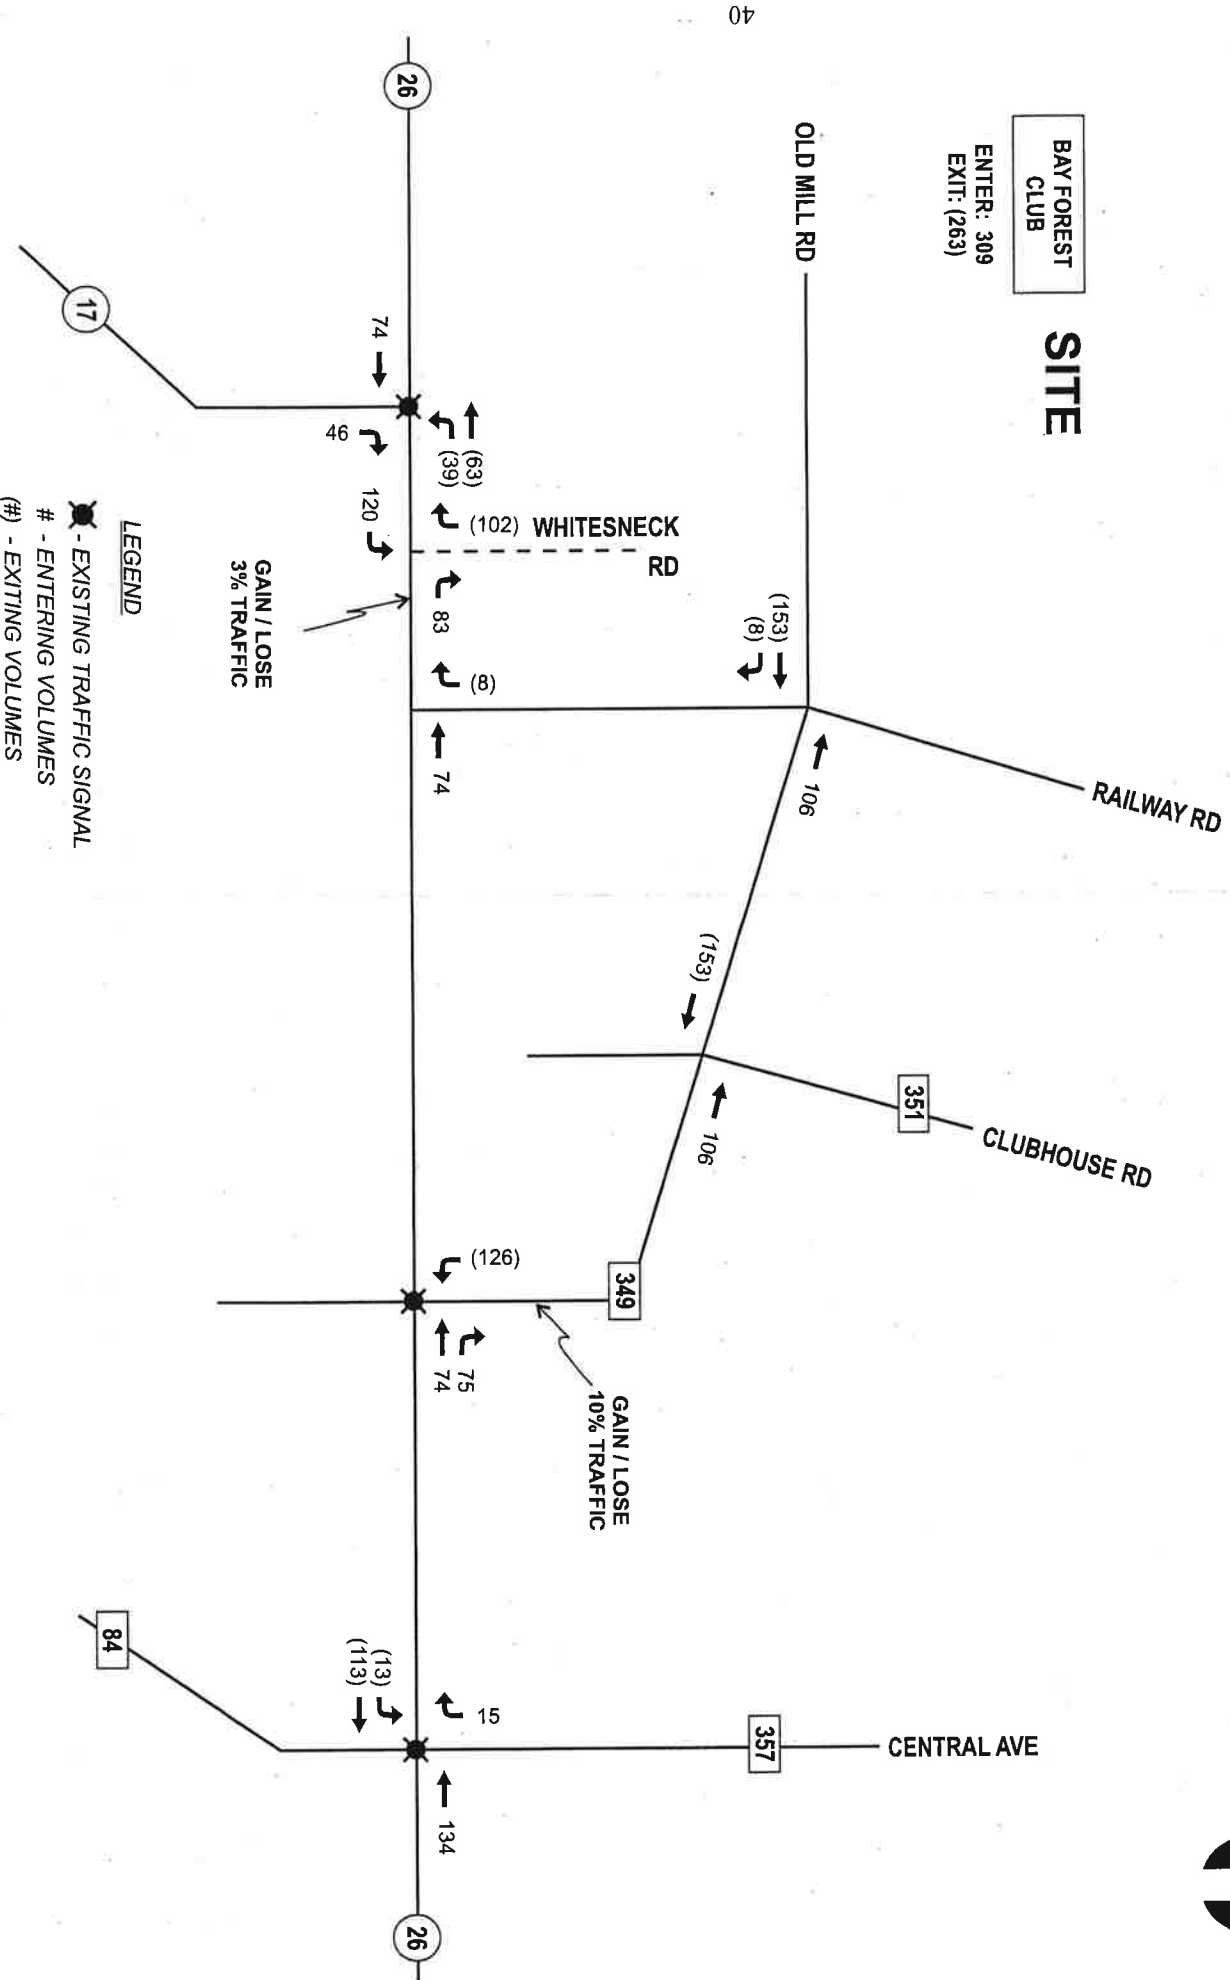 40
BAY FOREST
CLUB
ENTER: 309
EXIT: (263)
SITE
OLD MILL RD
RAILWAY RD
(153)
(8)
106
(153)
106
351
CLUBHOUSE RD
349
GAIN / LOSE
10% TRAFFIC
357
CENTRAL AVE
26
17
74
46
(63)
(39)
(102)
WHITESNECK
RD
120
83
(8)
74
GAIN / LOSE
3% TRAFFIC
(126)
75
74
84
(13)
(113)
15
134
26
LEGEND
- EXISTING TRAFFIC SIGNAL
# - ENTERING VOLUMES
(#) - EXITING VOLUMES